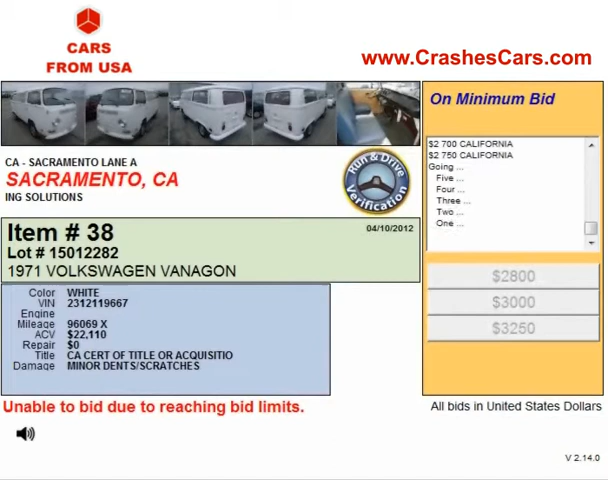 CARS
FROM USA
www.CrashesCars.com
On Minimum Bid
$2 700 CALIFORNIA
$2 750 CALIFORNIA
Going ...
Five ...
Four ...
Three ...
Two ...
One ...
CA - SACRAMENTO LANE A
SACRAMENTO, CA
ING SOLUTIONS
Run & Drive
Verification
Item # 38
04/10/2012
Lot # 15012282
1971 VOLKSWAGEN VANAGON
$2800
$3000
$3250
Color WHITE
VIN 2312119667
Engine
Mileage 96069 X
ACV $22,110
Repair $0
Title CA CERT OF TITLE OR ACQUISITIO
Damage MINOR DENTS/SCRATCHES
Unable to bid due to reaching bid limits.
All bids in United States Dollars
V 2.14.0